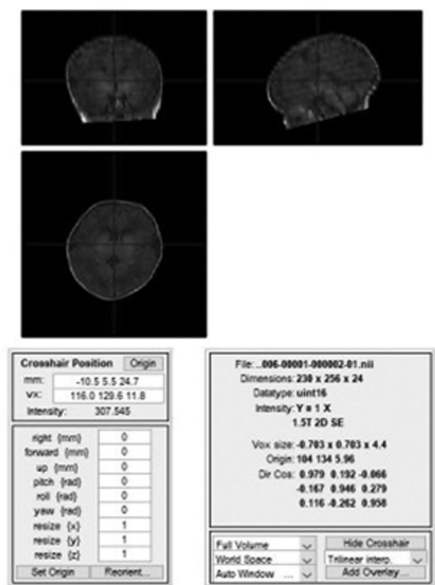 Crosshair Position Origin
mm: -10.5 5.5 24.7
vx: 116.0 129.6 11.8
Intensity: 307.545
right {mm} 0
forward {mm} 0
up {mm} 0
pitch {rad} 0
roll {rad} 0
yaw {rad} 0
resize {x} 1
resize {y} 1
resize {z} 1
Set Origin Reorient...
File: ..006-00001-000002-01.nii
Dimensions: 230 x 256 x 24
Datatype: uint16
Intensity: Y = 1 X
1.5T 2D SE
Vox size: -0.703 x 0.703 x 4.4
Origin: 104 134 5.96
Dir Cos: 0.979 0.192 -0.066
-0.167 0.946 0.279
0.116 -0.262 0.958
Full Volume Hide Crosshair
World Space Trilinear interp.
Auto Window ... Add Overlay...